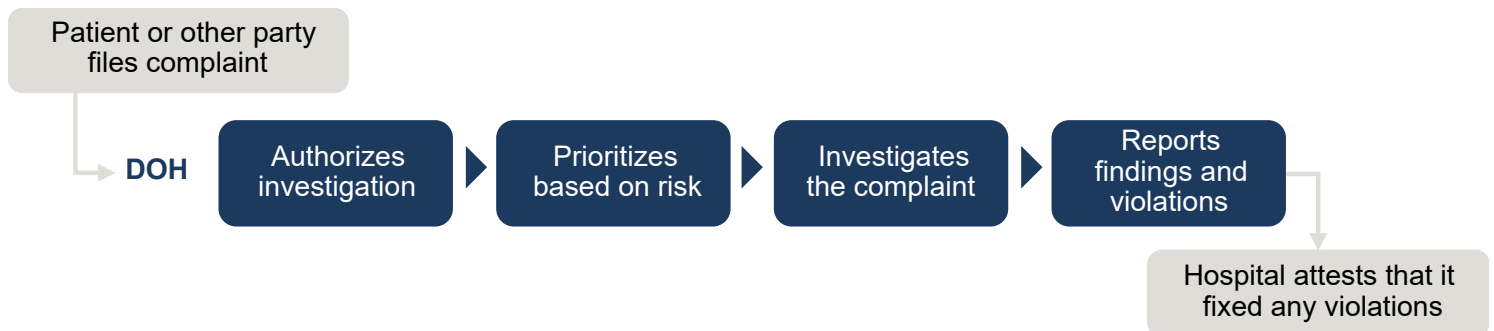 Patient or other party
files complaint
DOH
Authorizes
investigation
Prioritizes
based on risk
Investigates
the complaint
Reports
findings and
violations
Hospital attests that it
fixed any violations